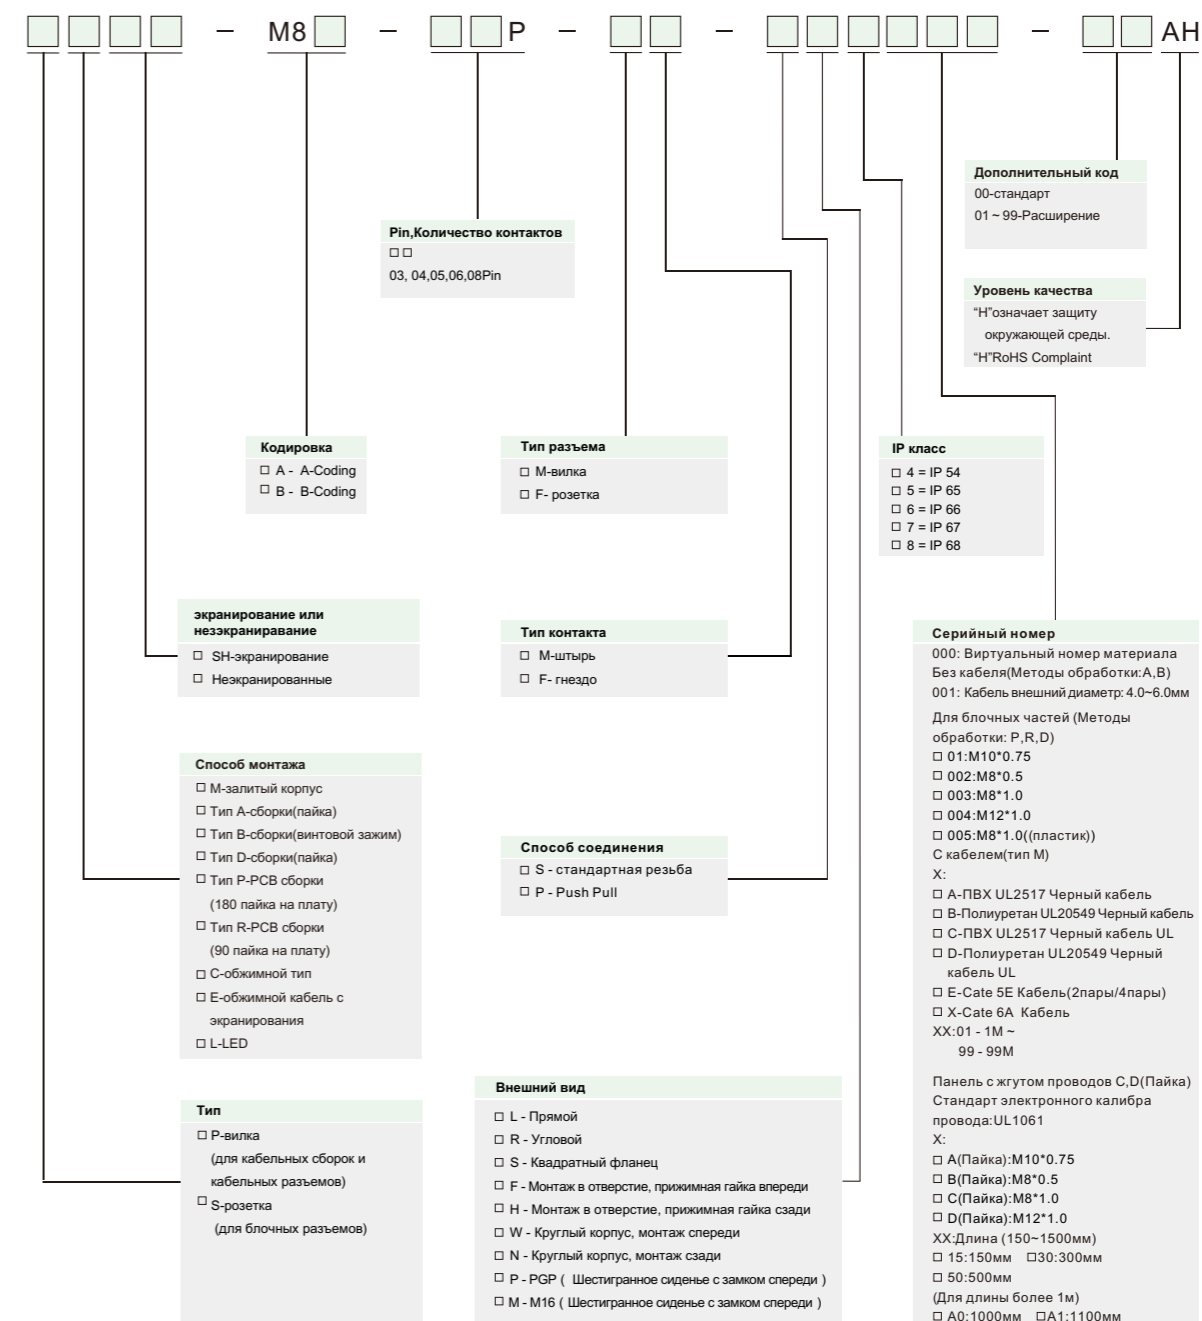 – M8 – P – – – AH
Дополнительный код
00-стандарт
01 ~ 99-Расширение
Pin,Количество контактов
□ □
03, 04,05,06,08Pin
Уровень качества
“H”означает защиту
окружающей среды.
“H”RoHS Complaint
Кодировка
□ A - A-Coding
□ B - B-Coding
Тип разъема
□ М-вилка
□ F- розетка
IP класс
□ 4 = IP 54
□ 5 = IP 65
□ 6 = IP 66
□ 7 = IP 67
□ 8 = IP 68
экранирование или
незэкраниравание
□ SH-экранирование
□ Неэкранированные
Тип контакта
□ М-штырь
□ F- гнездо
Способ монтажа
□ М-залитый корпус
□ Тип А-сборки(пайка)
□ Тип В-сборки(винтовой зажим)
□ Тип D-сборки(пайка)
□ Тип Р-PCB сборки
(180 пайка на плату)
□ Тип R-PCB сборки
(90 пайка на плату)
□ С-обжимной тип
□ Е-обжимной кабель с
экранирования
□ L-LED
Способ соединения
□ S - стандартная резьба
□ P - Push Pull
Серийный номер
000: Виртуальный номер материала
Без кабеля(Методы обработки:А,В)
001: Кабель внешний диаметр: 4.0~6.0мм
Для блочных частей (Методы
обработки: P,R,D)
□ 01:M10*0.75
□ 002:M8*0.5
□ 003:M8*1.0
□ 004:M12*1.0
□ 005:M8*1.0((пластик))
С кабелем(тип М)
X:
□ А-ПВХ UL2517 Черный кабель
□ В-Полиуретан UL20549 Черный кабель
□ С-ПВХ UL2517 Черный кабель UL
□ D-Полиуретан UL20549 Черный
кабель UL
□ E-Cate 5E Кабель(2пары/4пары)
□ X-Cate 6A Кабель
XX:01 - 1M ~
99 - 99M
Панель с жгутом проводов C,D(Пайка)
Стандарт электронного калибра
провода:UL1061
X:
□ A(Пайка):M10*0.75
□ B(Пайка):M8*0.5
□ C(Пайка):M8*1.0
□ D(Пайка):M12*1.0
XX:Длина (150~1500мм)
□ 15:150мм □30:300мм
□ 50:500мм
(Для длины более 1м)
□ A0:1000мм □A1:1100мм
Тип
□ Р-вилка
(для кабельных сборок и
кабельных разъемов)
□ S-розетка
(для блочных разъемов)
Внешний вид
□ L - Прямой
□ R - Угловой
□ S - Квадратный фланец
□ F - Монтаж в отверстие, прижимная гайка впереди
□ H - Монтаж в отверстие, прижимная гайка сзади
□ W - Круглый корпус, монтаж спереди
□ N - Круглый корпус, монтаж сзади
□ P - PGP ( Шестигранное сиденье с замком спереди )
□ M - M16 ( Шестигранное сиденье с замком спереди )